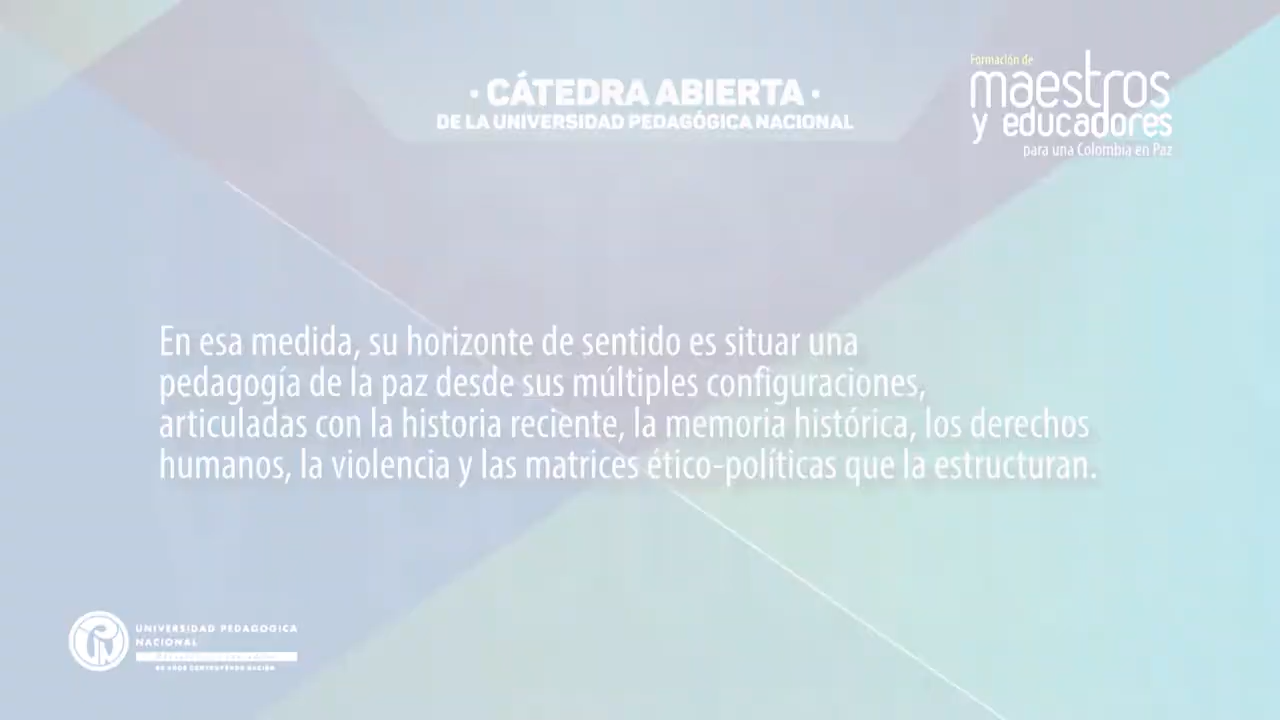 · CÁTEDRA ABIERTA ·
DE LA UNIVERSIDAD PEDAGÓGICA NACIONAL
Formación de
maestros
y educadores
para una Colombia en Paz
En esa medida, su horizonte de sentido es situar una
pedagogía de la paz desde sus múltiples configuraciones,
articuladas con la historia reciente, la memoria histórica, los derechos
humanos, la violencia y las matrices ético-políticas que la estructuran.
UNIVERSIDAD PEDAGOGICA
NACIONAL